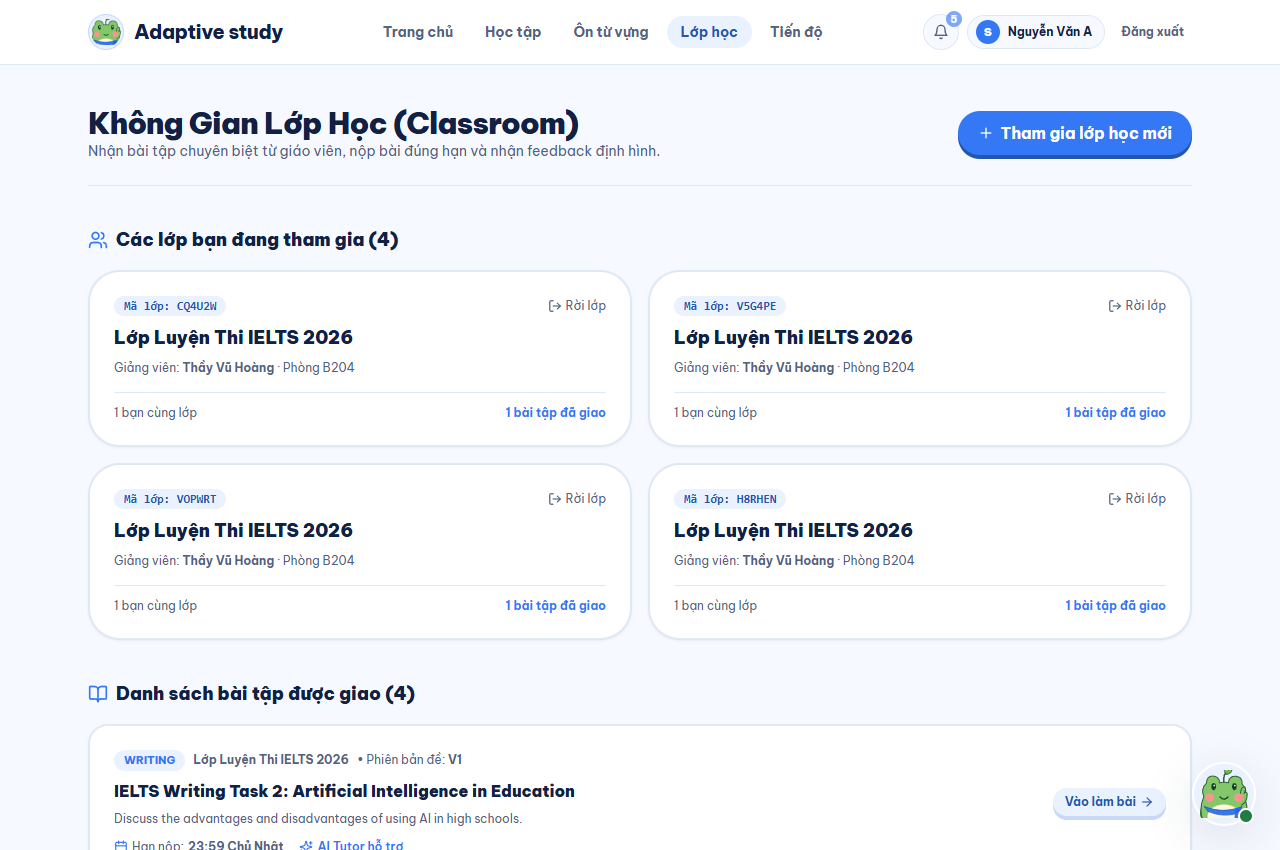 Adaptive study
Trang chủ
Học tập
Ôn từ vựng
Lớp học
Tiến độ
5
S
Nguyễn Văn A
Đăng xuất
Không Gian Lớp Học (Classroom)
Nhận bài tập chuyên biệt từ giáo viên, nộp bài đúng hạn và nhận feedback định hình.
+ Tham gia lớp học mới
Các lớp bạn đang tham gia (4)
Mã lớp: CQ4U2W
Rời lớp
Lớp Luyện Thi IELTS 2026
Giảng viên: Thầy Vũ Hoàng · Phòng B204
1 bạn cùng lớp
1 bài tập đã giao
Mã lớp: V5G4PE
Rời lớp
Lớp Luyện Thi IELTS 2026
Giảng viên: Thầy Vũ Hoàng · Phòng B204
1 bạn cùng lớp
1 bài tập đã giao
Mã lớp: VOPWRT
Rời lớp
Lớp Luyện Thi IELTS 2026
Giảng viên: Thầy Vũ Hoàng · Phòng B204
1 bạn cùng lớp
1 bài tập đã giao
Mã lớp: H8RHEN
Rời lớp
Lớp Luyện Thi IELTS 2026
Giảng viên: Thầy Vũ Hoàng · Phòng B204
1 bạn cùng lớp
1 bài tập đã giao
Danh sách bài tập được giao (4)
WRITING Lớp Luyện Thi IELTS 2026 • Phiên bản đề: V1
IELTS Writing Task 2: Artificial Intelligence in Education
Discuss the advantages and disadvantages of using AI in high schools.
Vào làm bài →
Hạn nộp: 23:59 Chủ Nhật
AI Tutor hỗ trợ